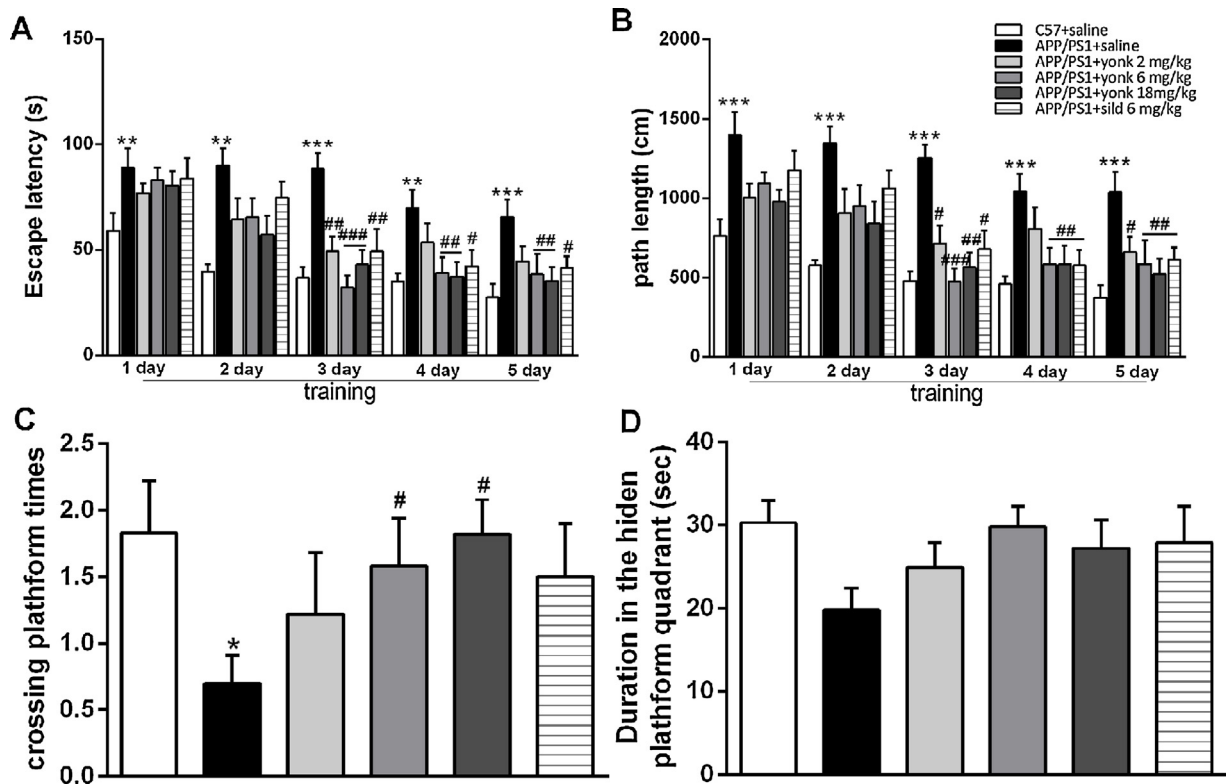 A
Escape latency (s)
150
100
50
0
** ** *** ** ***
## ### ## ## # ## #
1 day 2 day 3 day 4 day 5 day
training
B
path length (cm)
2000
1500
1000
500
0
C57+saline
APP/PS1+saline
APP/PS1+yonk 2 mg/kg
APP/PS1+yonk 6 mg/kg
APP/PS1+yonk 18mg/kg
APP/PS1+sild 6 mg/kg
*** *** *** *** ***
# ### ## # ## # ##
1 day 2 day 3 day 4 day 5 day
training
C
crossing plathform times
2.5
2.0
1.5
1.0
0.5
0.0
* # #
D
Duration in the hiden
plathform quadrant (sec)
40
30
20
10
0